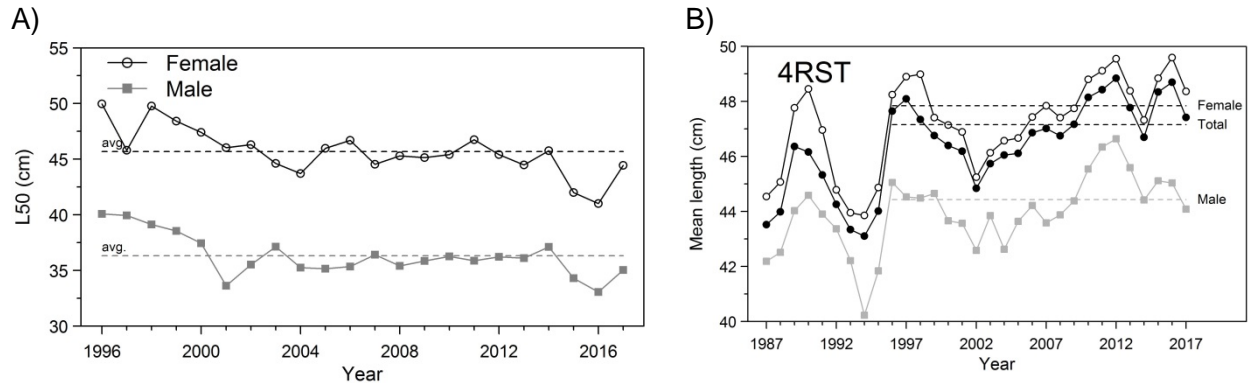 A)
55
50
45
40
35
30
L50 (cm)
Female
Male
avg.
avg.
1996 2000 2004 2008 2012 2016
Year
B)
50
48
46
44
42
40
Mean length (cm)
4RST
Female
Total
Male
1987 1992 1997 2002 2007 2012 2017
Year